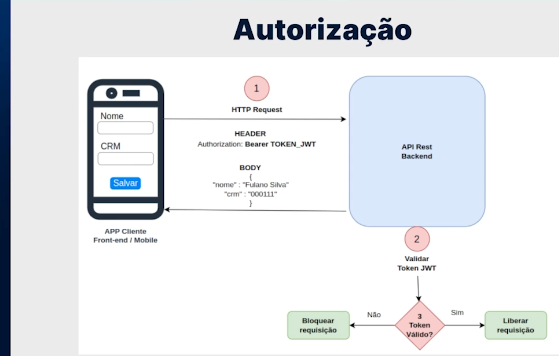 Autorização
1
HTTP Request
Nome
CRM
Salvar
HEADER
Authorization: Bearer TOKEN_JWT
BODY
{
"nome" : "Fulano Silva"
"crm" : "000111"
}
API Rest
Backend
APP Cliente
Front-end / Mobile
2
Validar
Token JWT
3
Token
Válido?
Não
Sim
Bloquear
requisição
Liberar
requisição